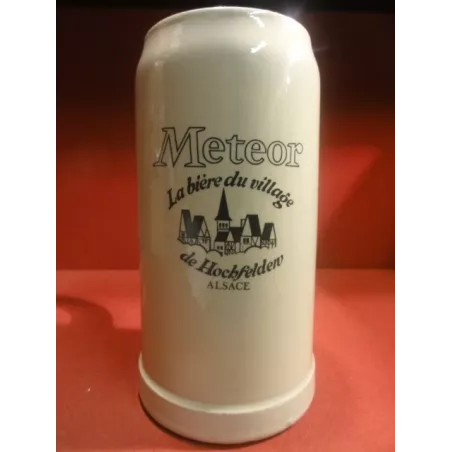 Meteor
La bière du village
de Hochfelden
ALSACE